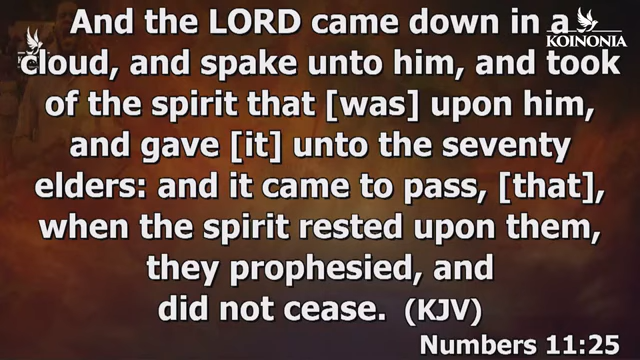 And the LORD came down in a
KOINONIA
cloud, and spake unto him, and took
of the spirit that [was] upon him,
and gave [it] unto the seventy
elders: and it came to pass, [that],
when the spirit rested upon them,
they prophesied, and
did not cease. (KJV)
Numbers 11:25